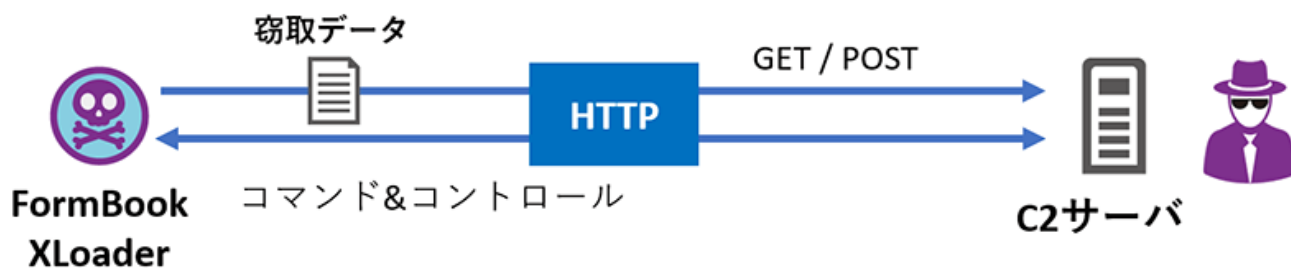 窃取データ
GET / POST
HTTP
コマンド&コントロール
FormBook
XLoader
C2サーバ